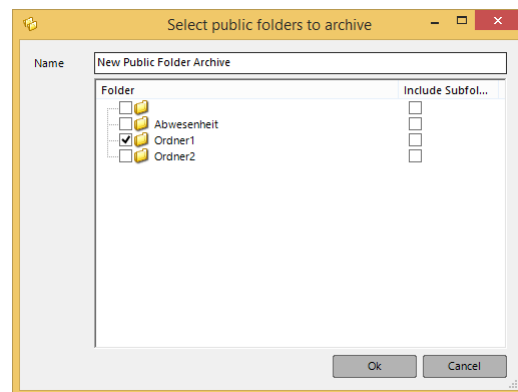 Select public folders to archive
Name New Public Folder Archive
Folder Include Subfol...
Abwesenheit
Ordner1
Ordner2
Ok Cancel